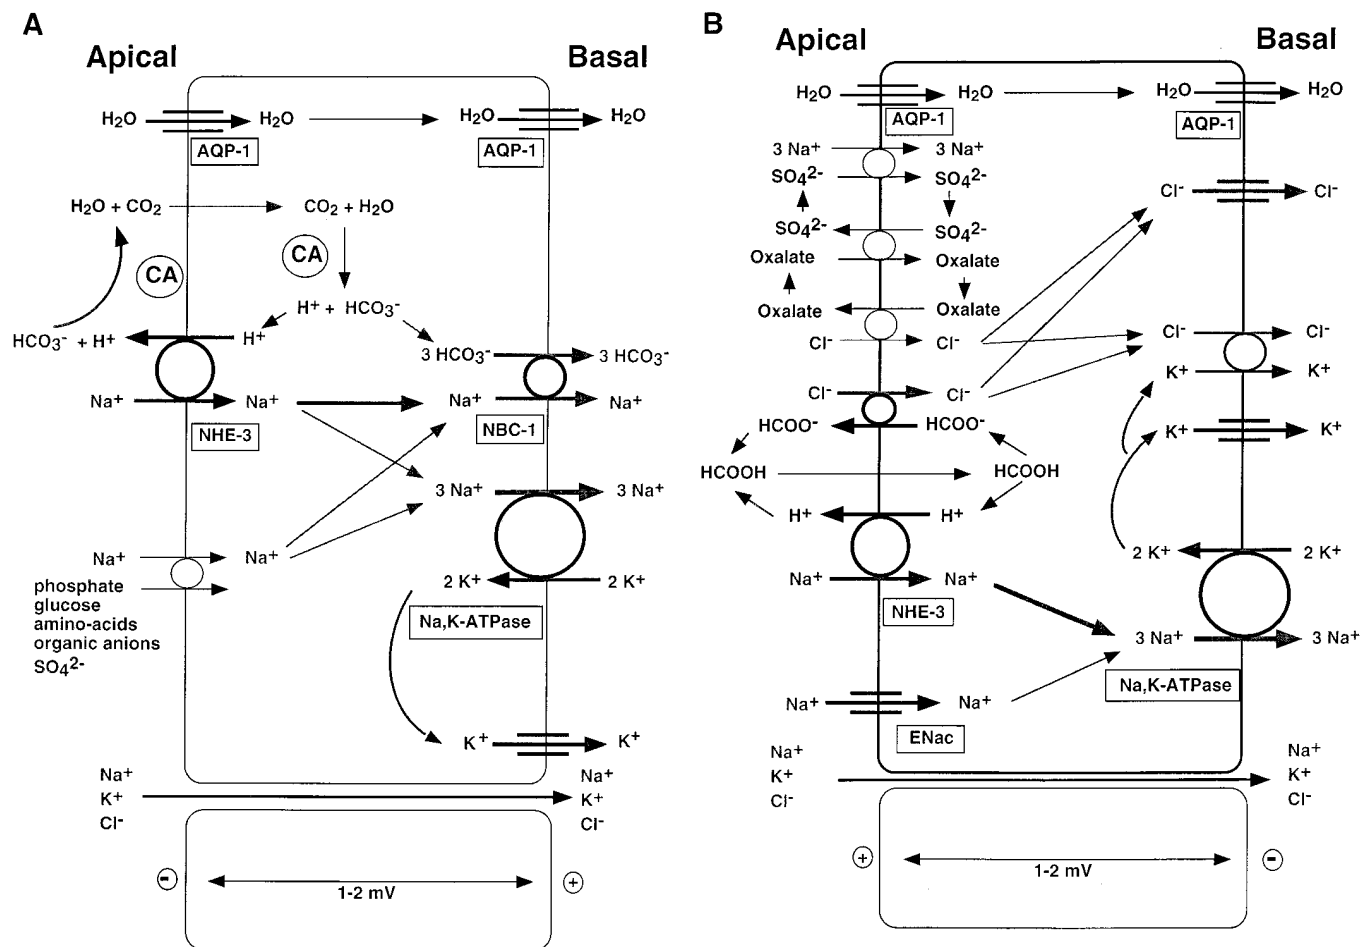 A
Apical Basal
H₂O H₂O H₂O H₂O
AQP-1 AQP-1
H₂O + CO₂ CO₂ + H₂O
CA
CA
H⁺ + HCO₃⁻
HCO₃⁻ + H⁺ H⁺
3 HCO₃⁻ 3 HCO₃⁻
Na⁺ Na⁺ Na⁺ Na⁺
NHE-3 NBC-1
3 Na⁺ 3 Na⁺
Na⁺ Na⁺
phosphate
glucose
amino-acids
organic anions
SO₄²⁻
2 K⁺ 2 K⁺
Na,K-ATPase
K⁺ K⁺
Na⁺ Na⁺
K⁺ K⁺
Cl⁻ Cl⁻
- +
1-2 mV
B
Apical Basal
H₂O H₂O H₂O H₂O
AQP-1 AQP-1
3 Na⁺ 3 Na⁺
SO₄²⁻ SO₄²⁻
Cl⁻ Cl⁻
SO₄²⁻ SO₄²⁻
Oxalate Oxalate
Oxalate Oxalate
Cl⁻ Cl⁻ Cl⁻ Cl⁻
K⁺ K⁺
Cl⁻ Cl⁻
HCOO⁻ HCOO⁻
K⁺ K⁺
HCOOH HCOOH
H⁺ H⁺
2 K⁺ 2 K⁺
Na⁺ Na⁺
NHE-3
3 Na⁺ 3 Na⁺
Na,K-ATPase
Na⁺ Na⁺
ENac
Na⁺ Na⁺
K⁺ K⁺
Cl⁻ Cl⁻
+ -
1-2 mV